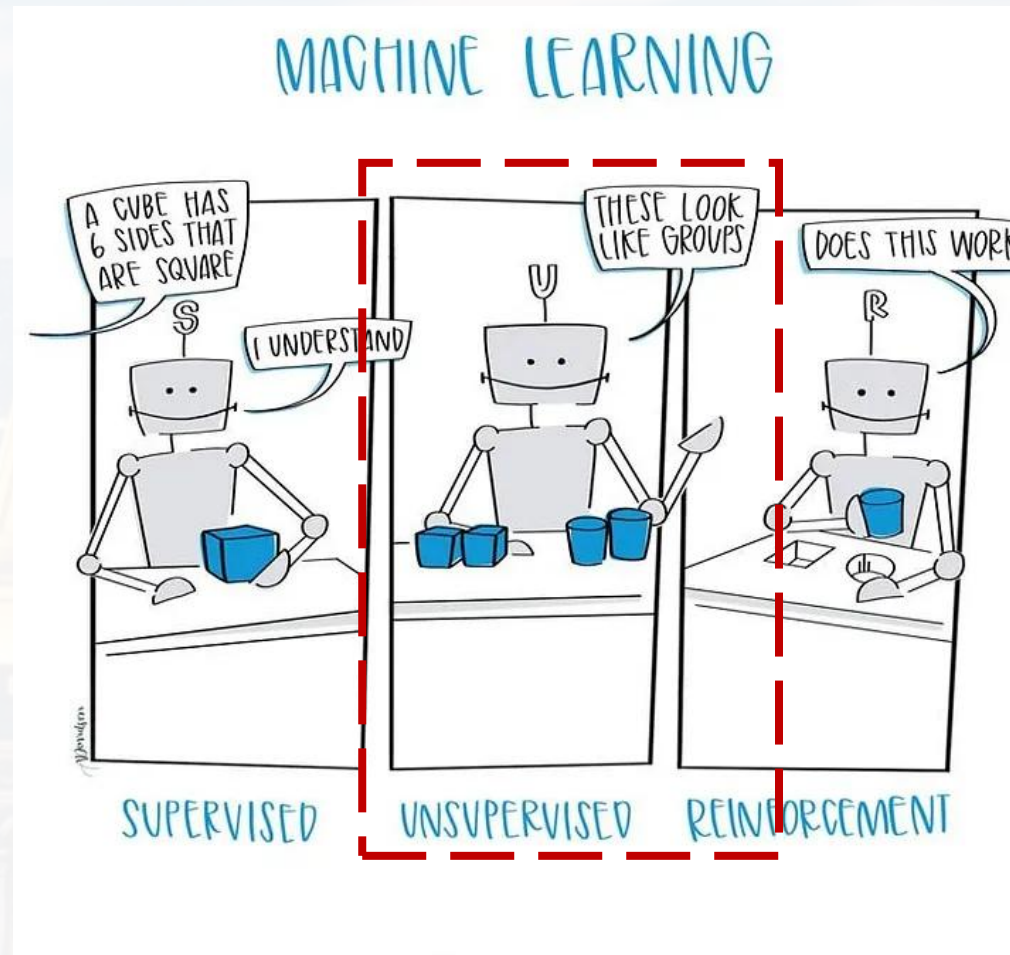 MACHINE LEARNING
A CUBE HAS
6 SIDES THAT
ARE SQUARE
S
I UNDERSTAND
THESE LOOK
LIKE GROUPS
U
DOES THIS WORK
R
SUPERVISED
UNSUPERVISED
REINFORCEMENT